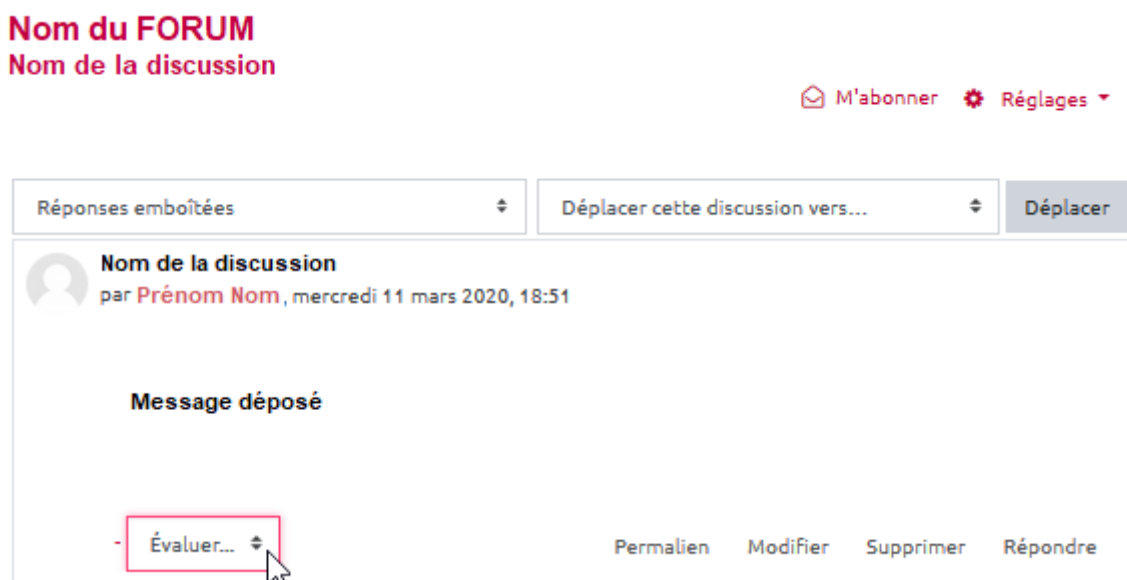 Nom du FORUM
Nom de la discussion
M'abonner Réglages
Réponses emboîtées Déplacer cette discussion vers... Déplacer
Nom de la discussion
par Prénom Nom, mercredi 11 mars 2020, 18:51
Message déposé
- Évaluer... Permalien Modifier Supprimer Répondre